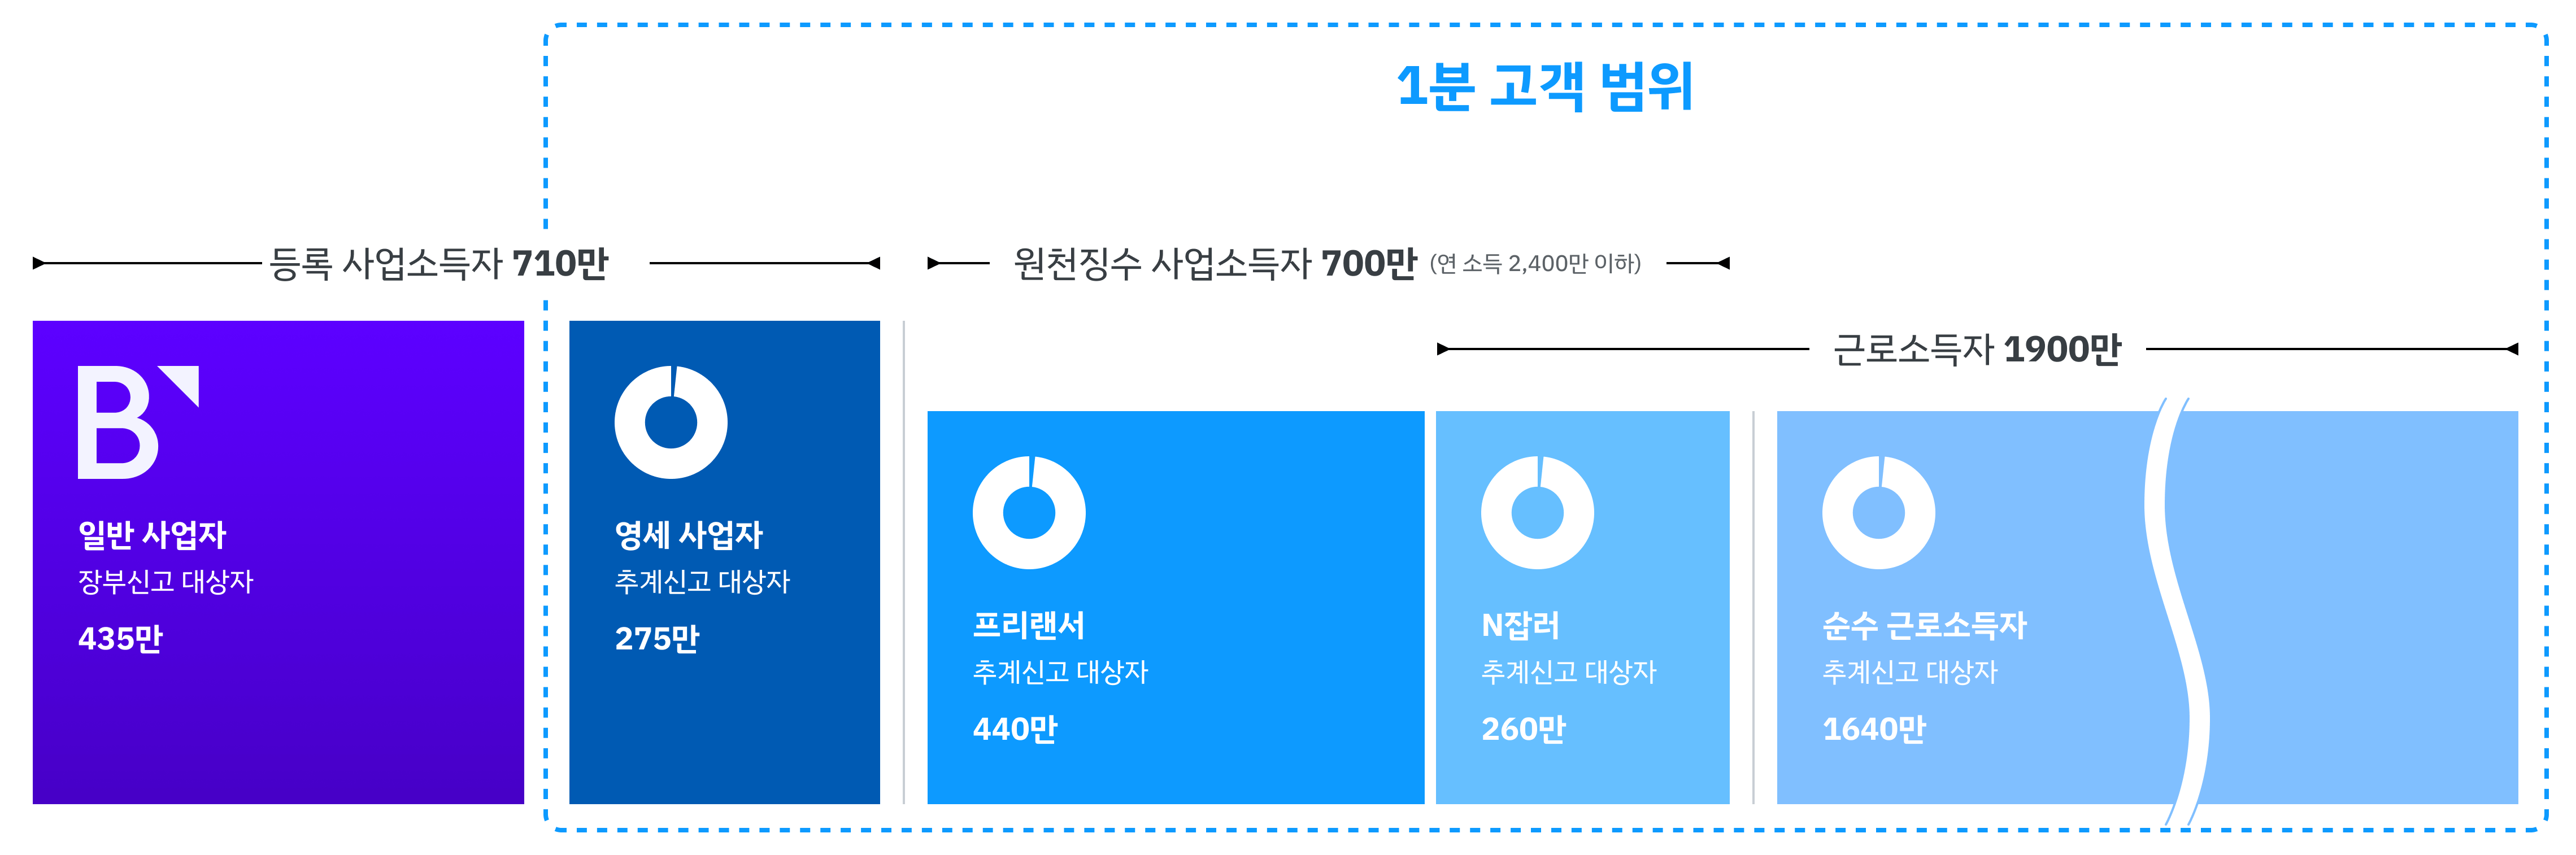 1분 고객 범위
등록 사업소득자 710만
원천징수 사업소득자 700만 (연 소득 2,400만 이하)
근로소득자 1900만
B
일반 사업자
장부신고 대상자
435만
영세 사업자
추계신고 대상자
275만
프리랜서
추계신고 대상자
440만
N잡러
추계신고 대상자
260만
순수 근로소득자
추계신고 대상자
1640만